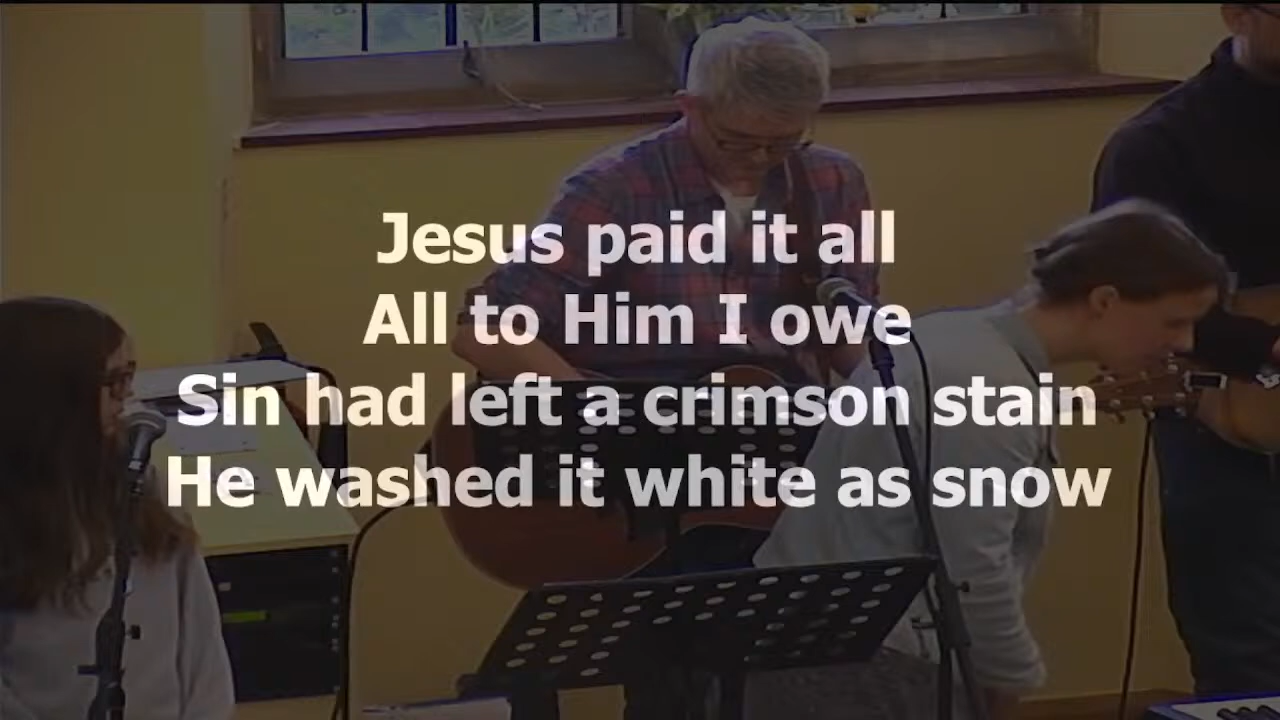 Jesus paid it all
All to Him I owe
Sin had left a crimson stain
He washed it white as snow